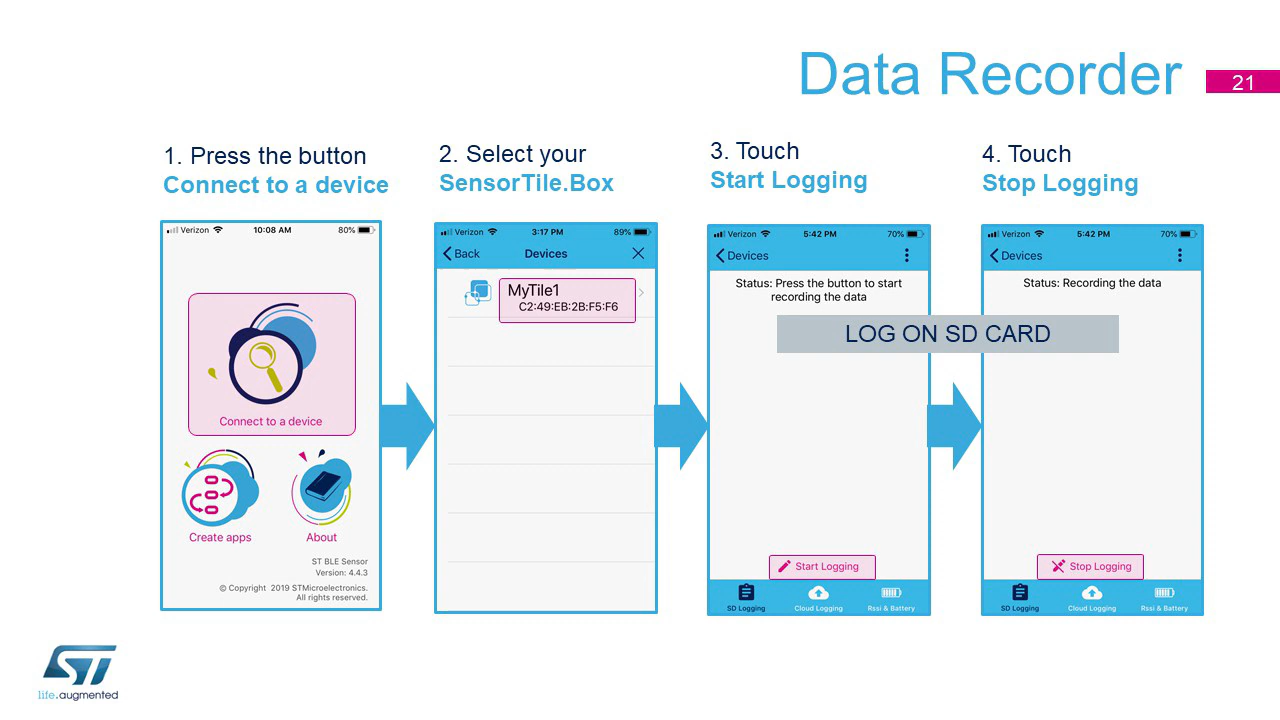 Data Recorder
21
1. Press the button
Connect to a device
2. Select your
SensorTile.Box
3. Touch
Start Logging
4. Touch
Stop Logging
Verizon 10:08 AM 80%
Connect to a device
Create apps
About
ST BLE Sensor
Version: 4.4.3
© Copyright 2019 STMicroelectronics.
All rights reserved.
Verizon 3:17 PM 89%
Back Devices
MyTile1
C2:49:EB:2B:F5:F6
Verizon 5:42 PM 70%
Devices
Status: Press the button to start
recording the data
LOG ON SD CARD
Start Logging
SD Logging Cloud Logging Rssi & Battery
Verizon 5:42 PM 70%
Devices
Status: Recording the data
Stop Logging
SD Logging Cloud Logging Rssi & Battery
ST
life.augmented